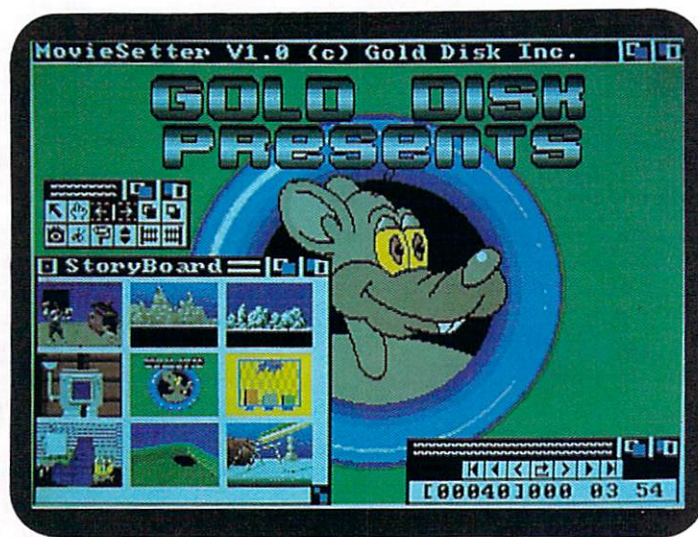 MovieSetter V1.0 (c) Gold Disk Inc.
GOLD DISK
PRESENTS
StoryBoard
[00040]000 03 54